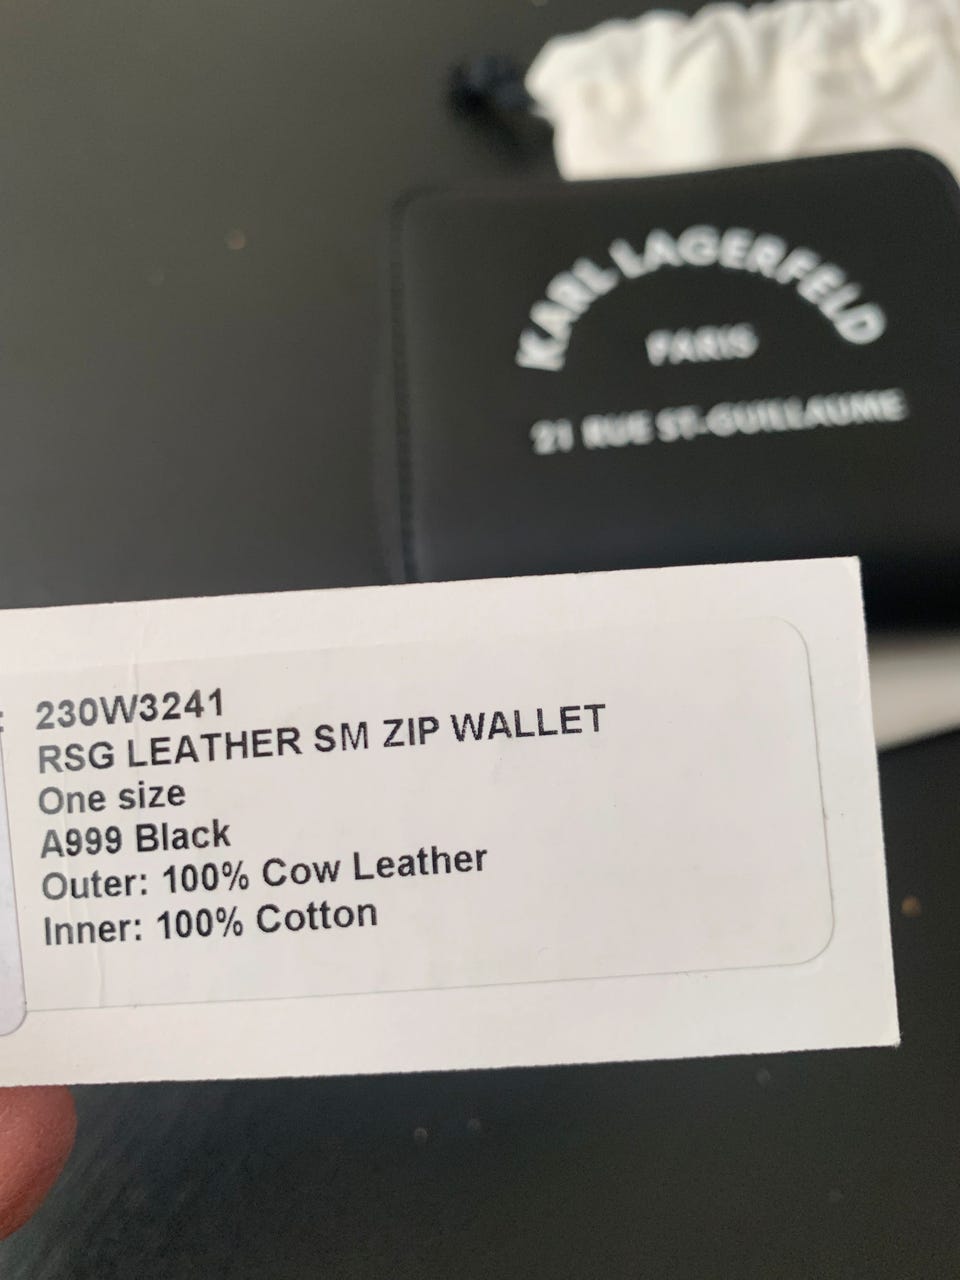 KARL LAGERFELD
PARIS
21 RUE ST-GUILLAUME
230W3241
RSG LEATHER SM ZIP WALLET
One size
A999 Black
Outer: 100% Cow Leather
Inner: 100% Cotton